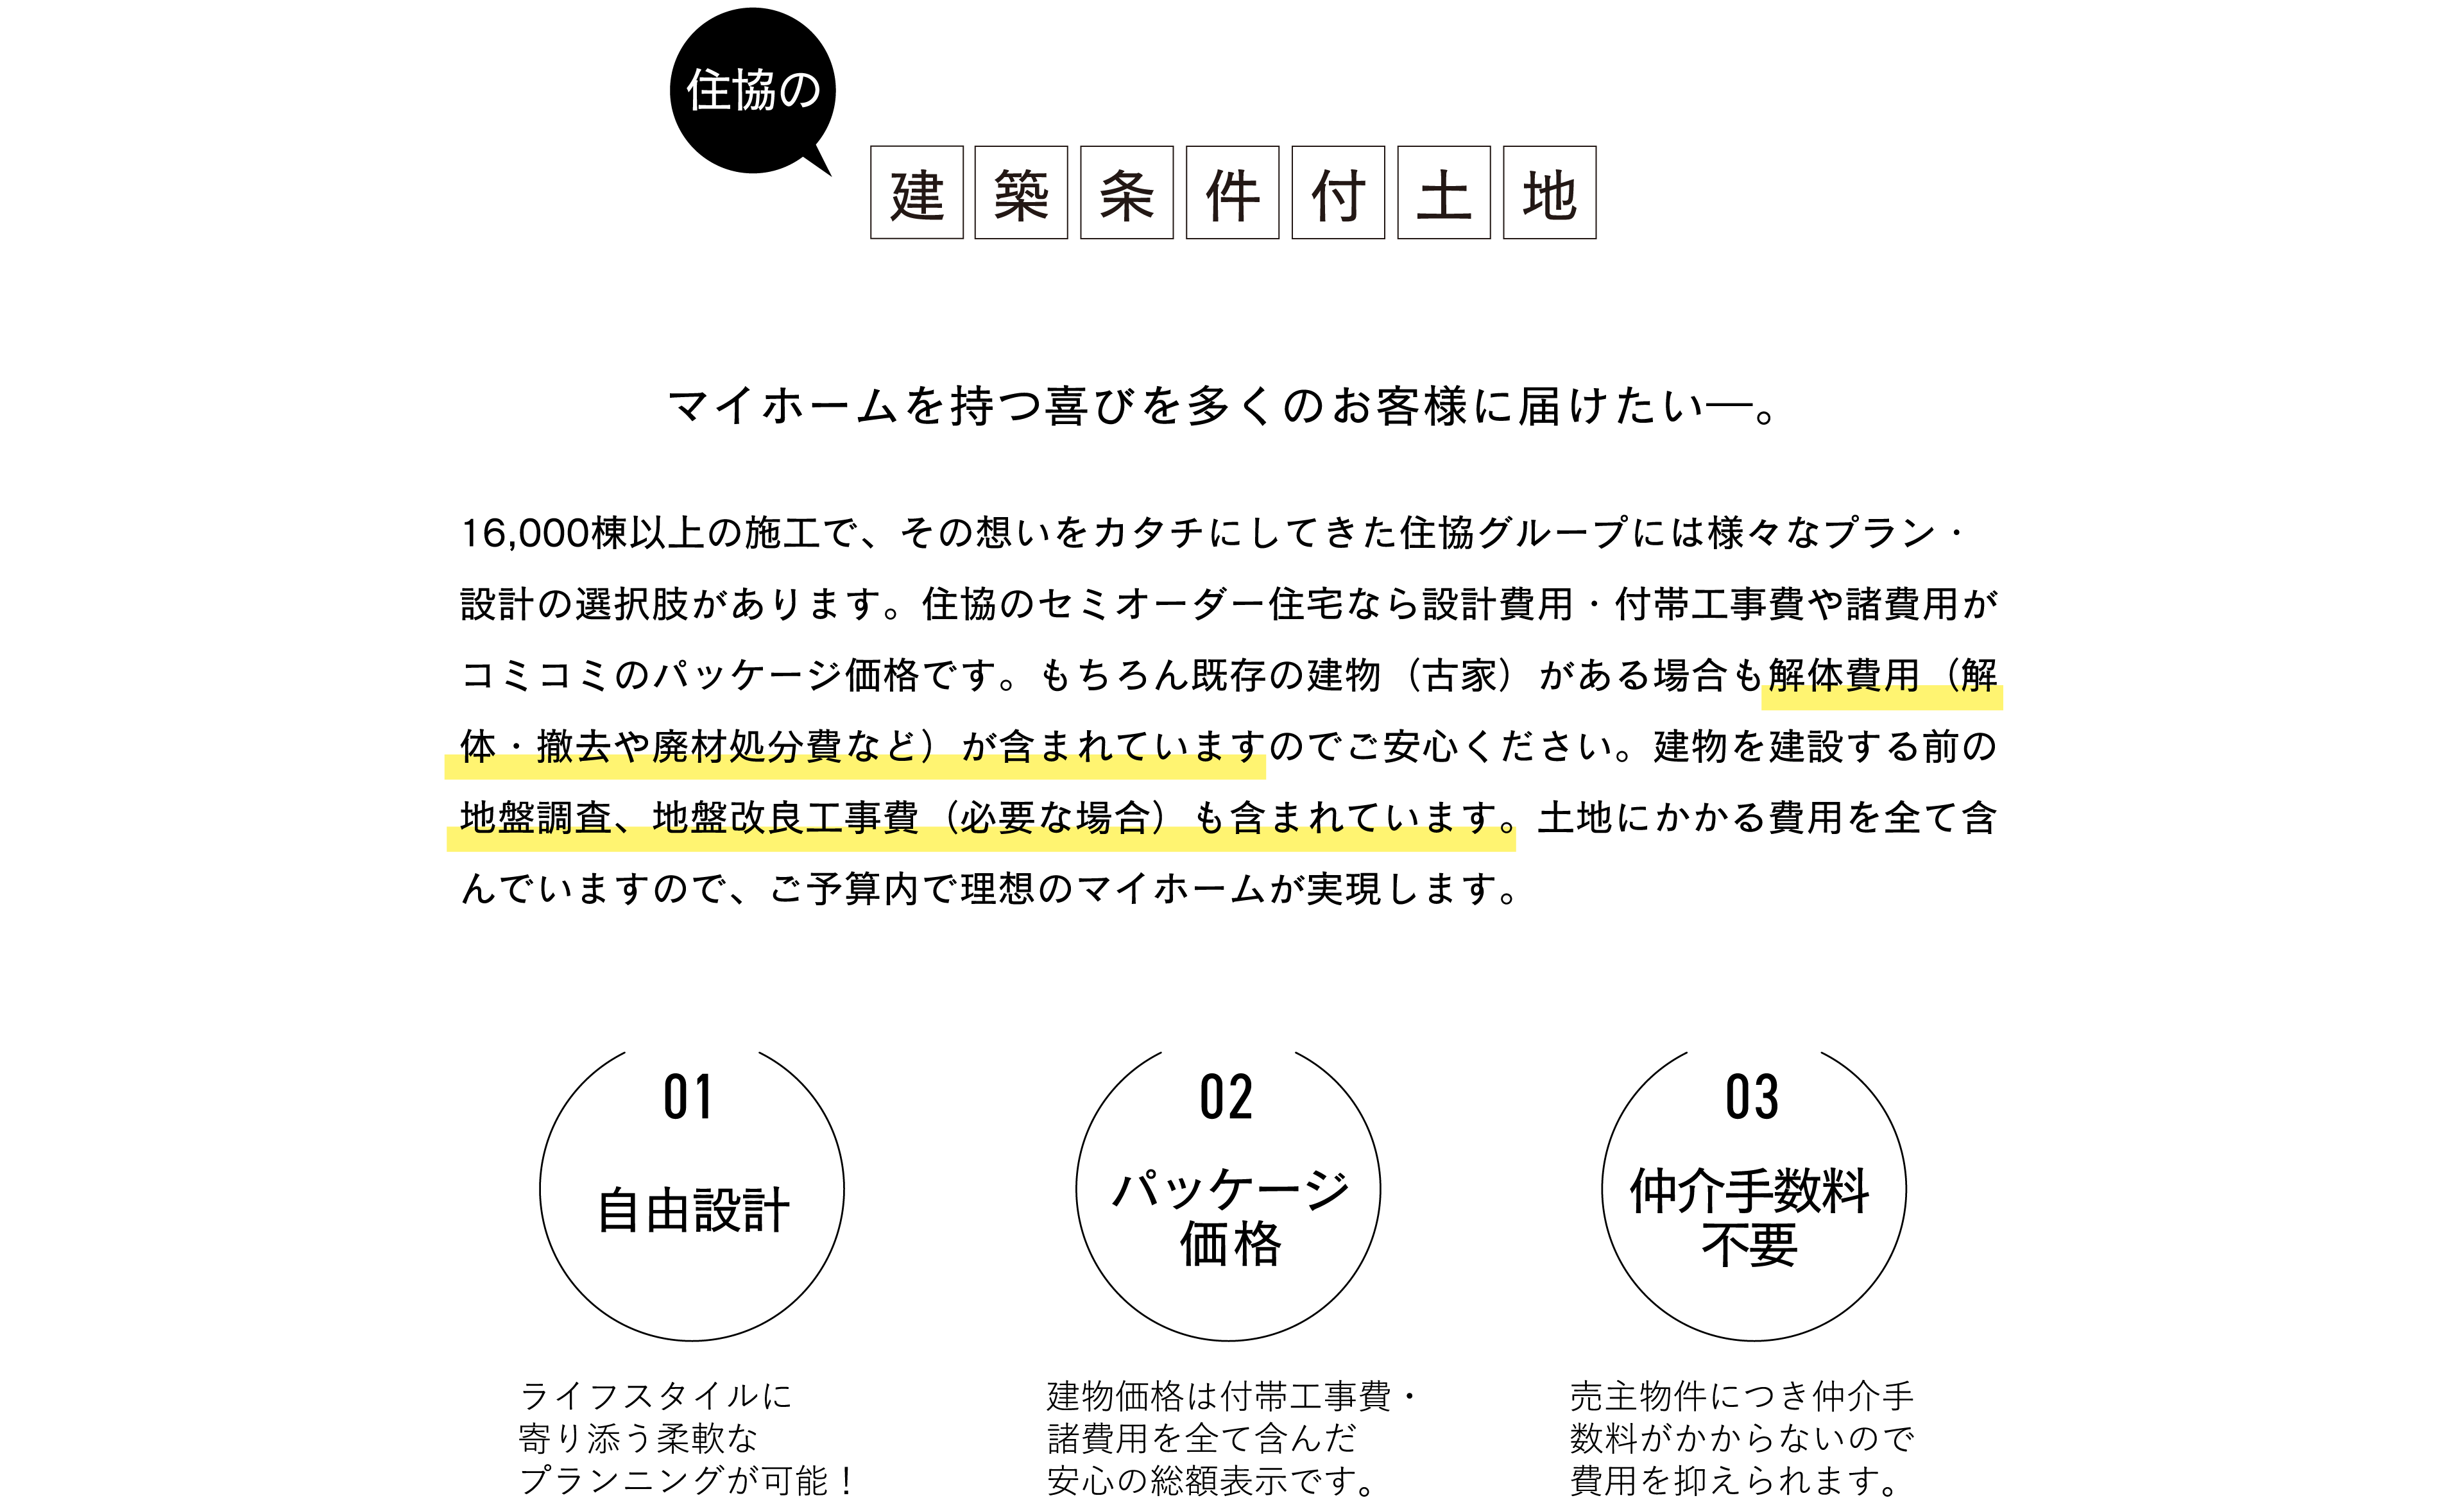 住協の
建築条件付土地
マイホームを持つ喜びを多くのお客様に届けたい―。
16,000棟以上の施工で、その想いをカタチにしてきた住協グループには様々なプラン・
設計の選択肢があります。住協のセミオーダー住宅なら設計費用・付帯工事費や諸費用が
コミコミのパッケージ価格です。もちろん既存の建物（古家）がある場合も解体費用（解
体・撤去や廃材処分費など）が含まれていますのでご安心ください。建物を建設する前の
地盤調査、地盤改良工事費（必要な場合）も含まれています。土地にかかる費用を全て含
んでいますので、ご予算内で理想のマイホームが実現します。
01
自由設計
ライフスタイルに
寄り添う柔軟な
プランニングが可能！
02
パッケージ
価格
建物価格は付帯工事費・
諸費用を全て含んだ
安心の総額表示です。
03
仲介手数料
不要
売主物件につき仲介手
数料がかからないので
費用を抑えられます。